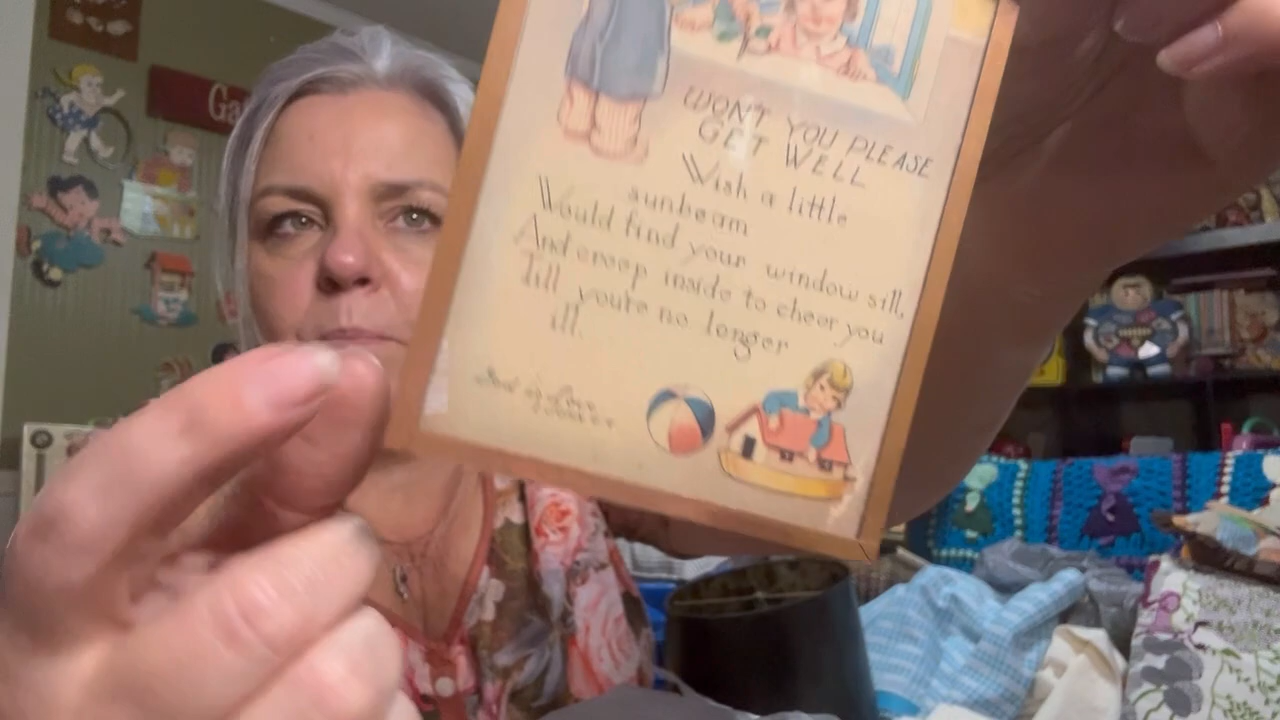 Ga
WON'T YOU PLEASE
GET WELL
Wish a little
sunbeam
Would find your window sill,
And creep inside to cheer you
Till you're no longer
ill.